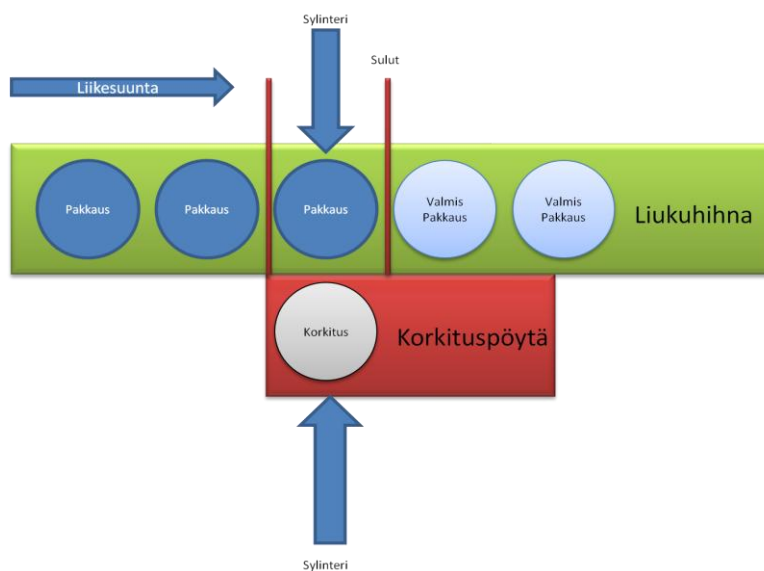 Sylinteri
Sulut
Liikesuunta
Pakkaus
Pakkaus
Pakkaus
Valmis
Pakkaus
Valmis
Pakkaus
Liukuhihna
Korkitus
Korkituspöytä
Sylinteri